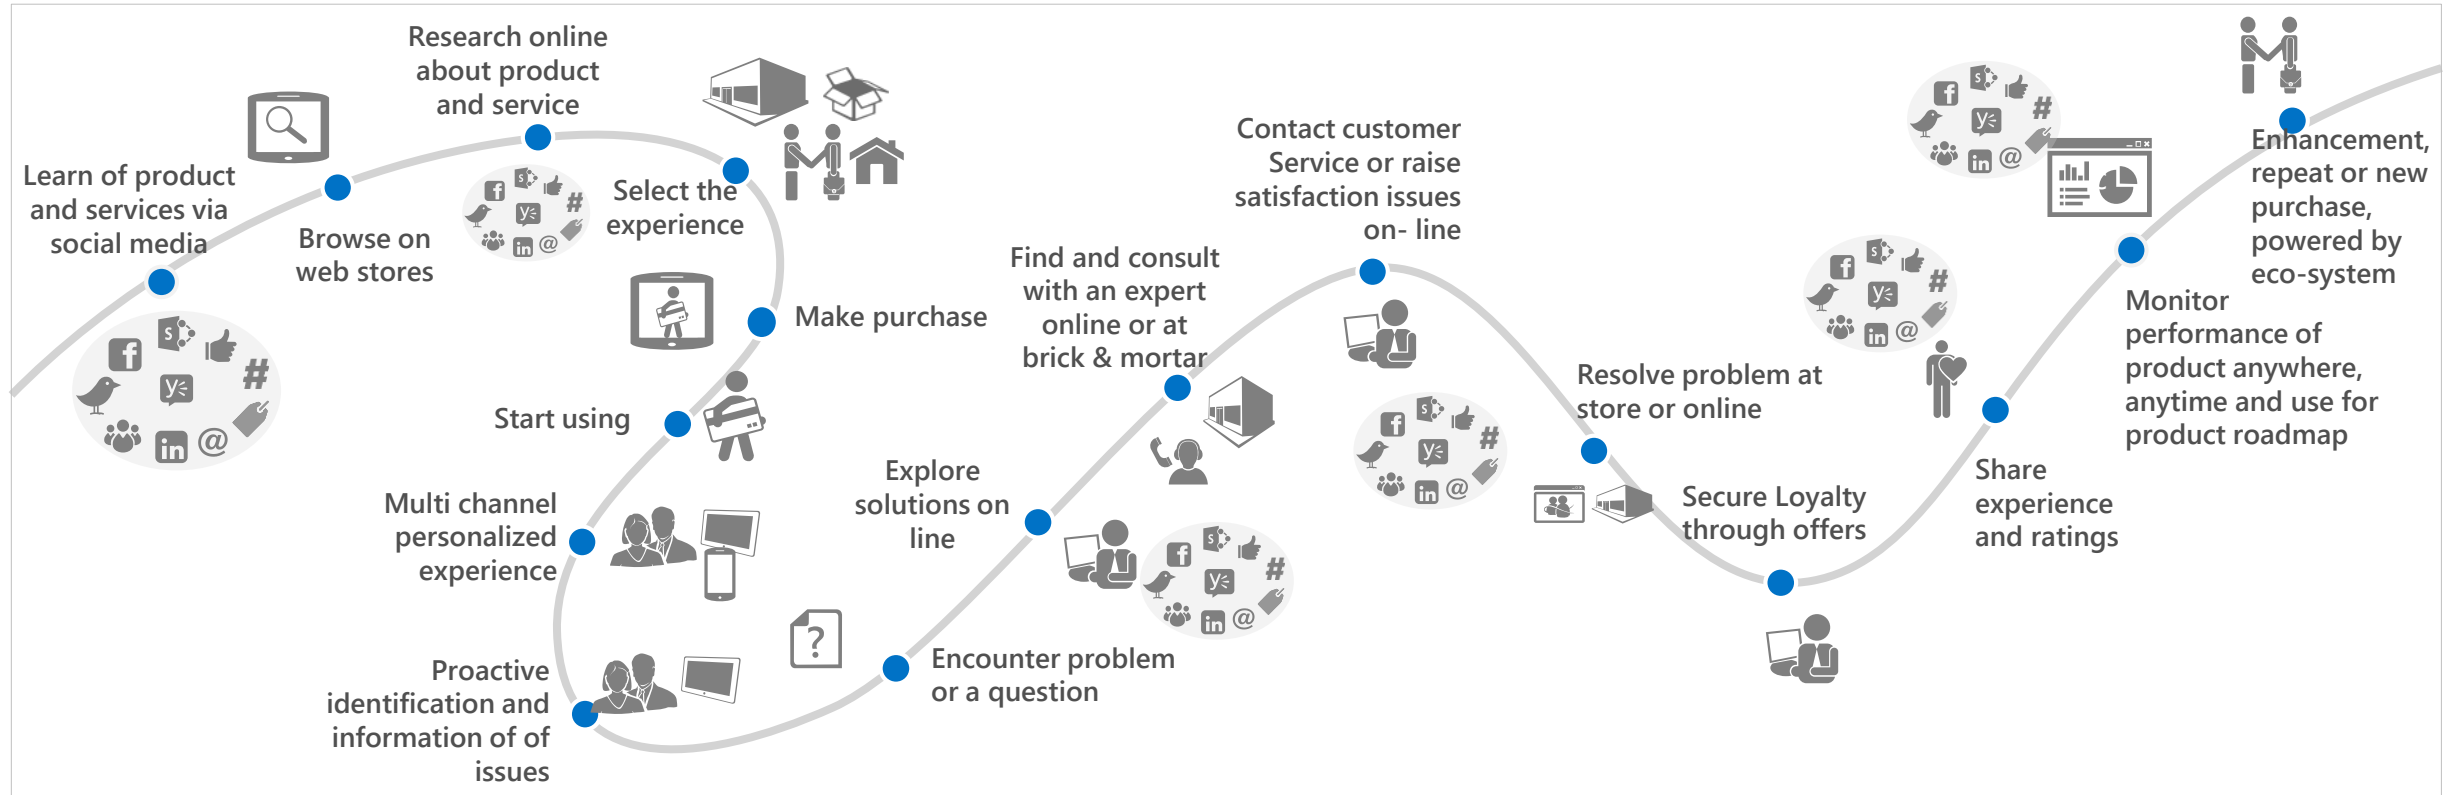 Learn of product
and services via
social media
Browse on
web stores
Research online
about product
and service
Select the
experience
Make purchase
Start using
Multi channel
personalized
experience
Proactive
identification and
information of of
issues
?
Encounter problem
or a question
Explore
solutions on
line
Find and consult
with an expert
online or at
brick & mortar
Contact customer
Service or raise
satisfaction issues
on- line
Resolve problem at
store or online
Secure Loyalty
through offers
Share
experience
and ratings
Monitor
performance of
product anywhere,
anytime and use for
product roadmap
Enhancement,
repeat or new
purchase,
powered by
eco-system